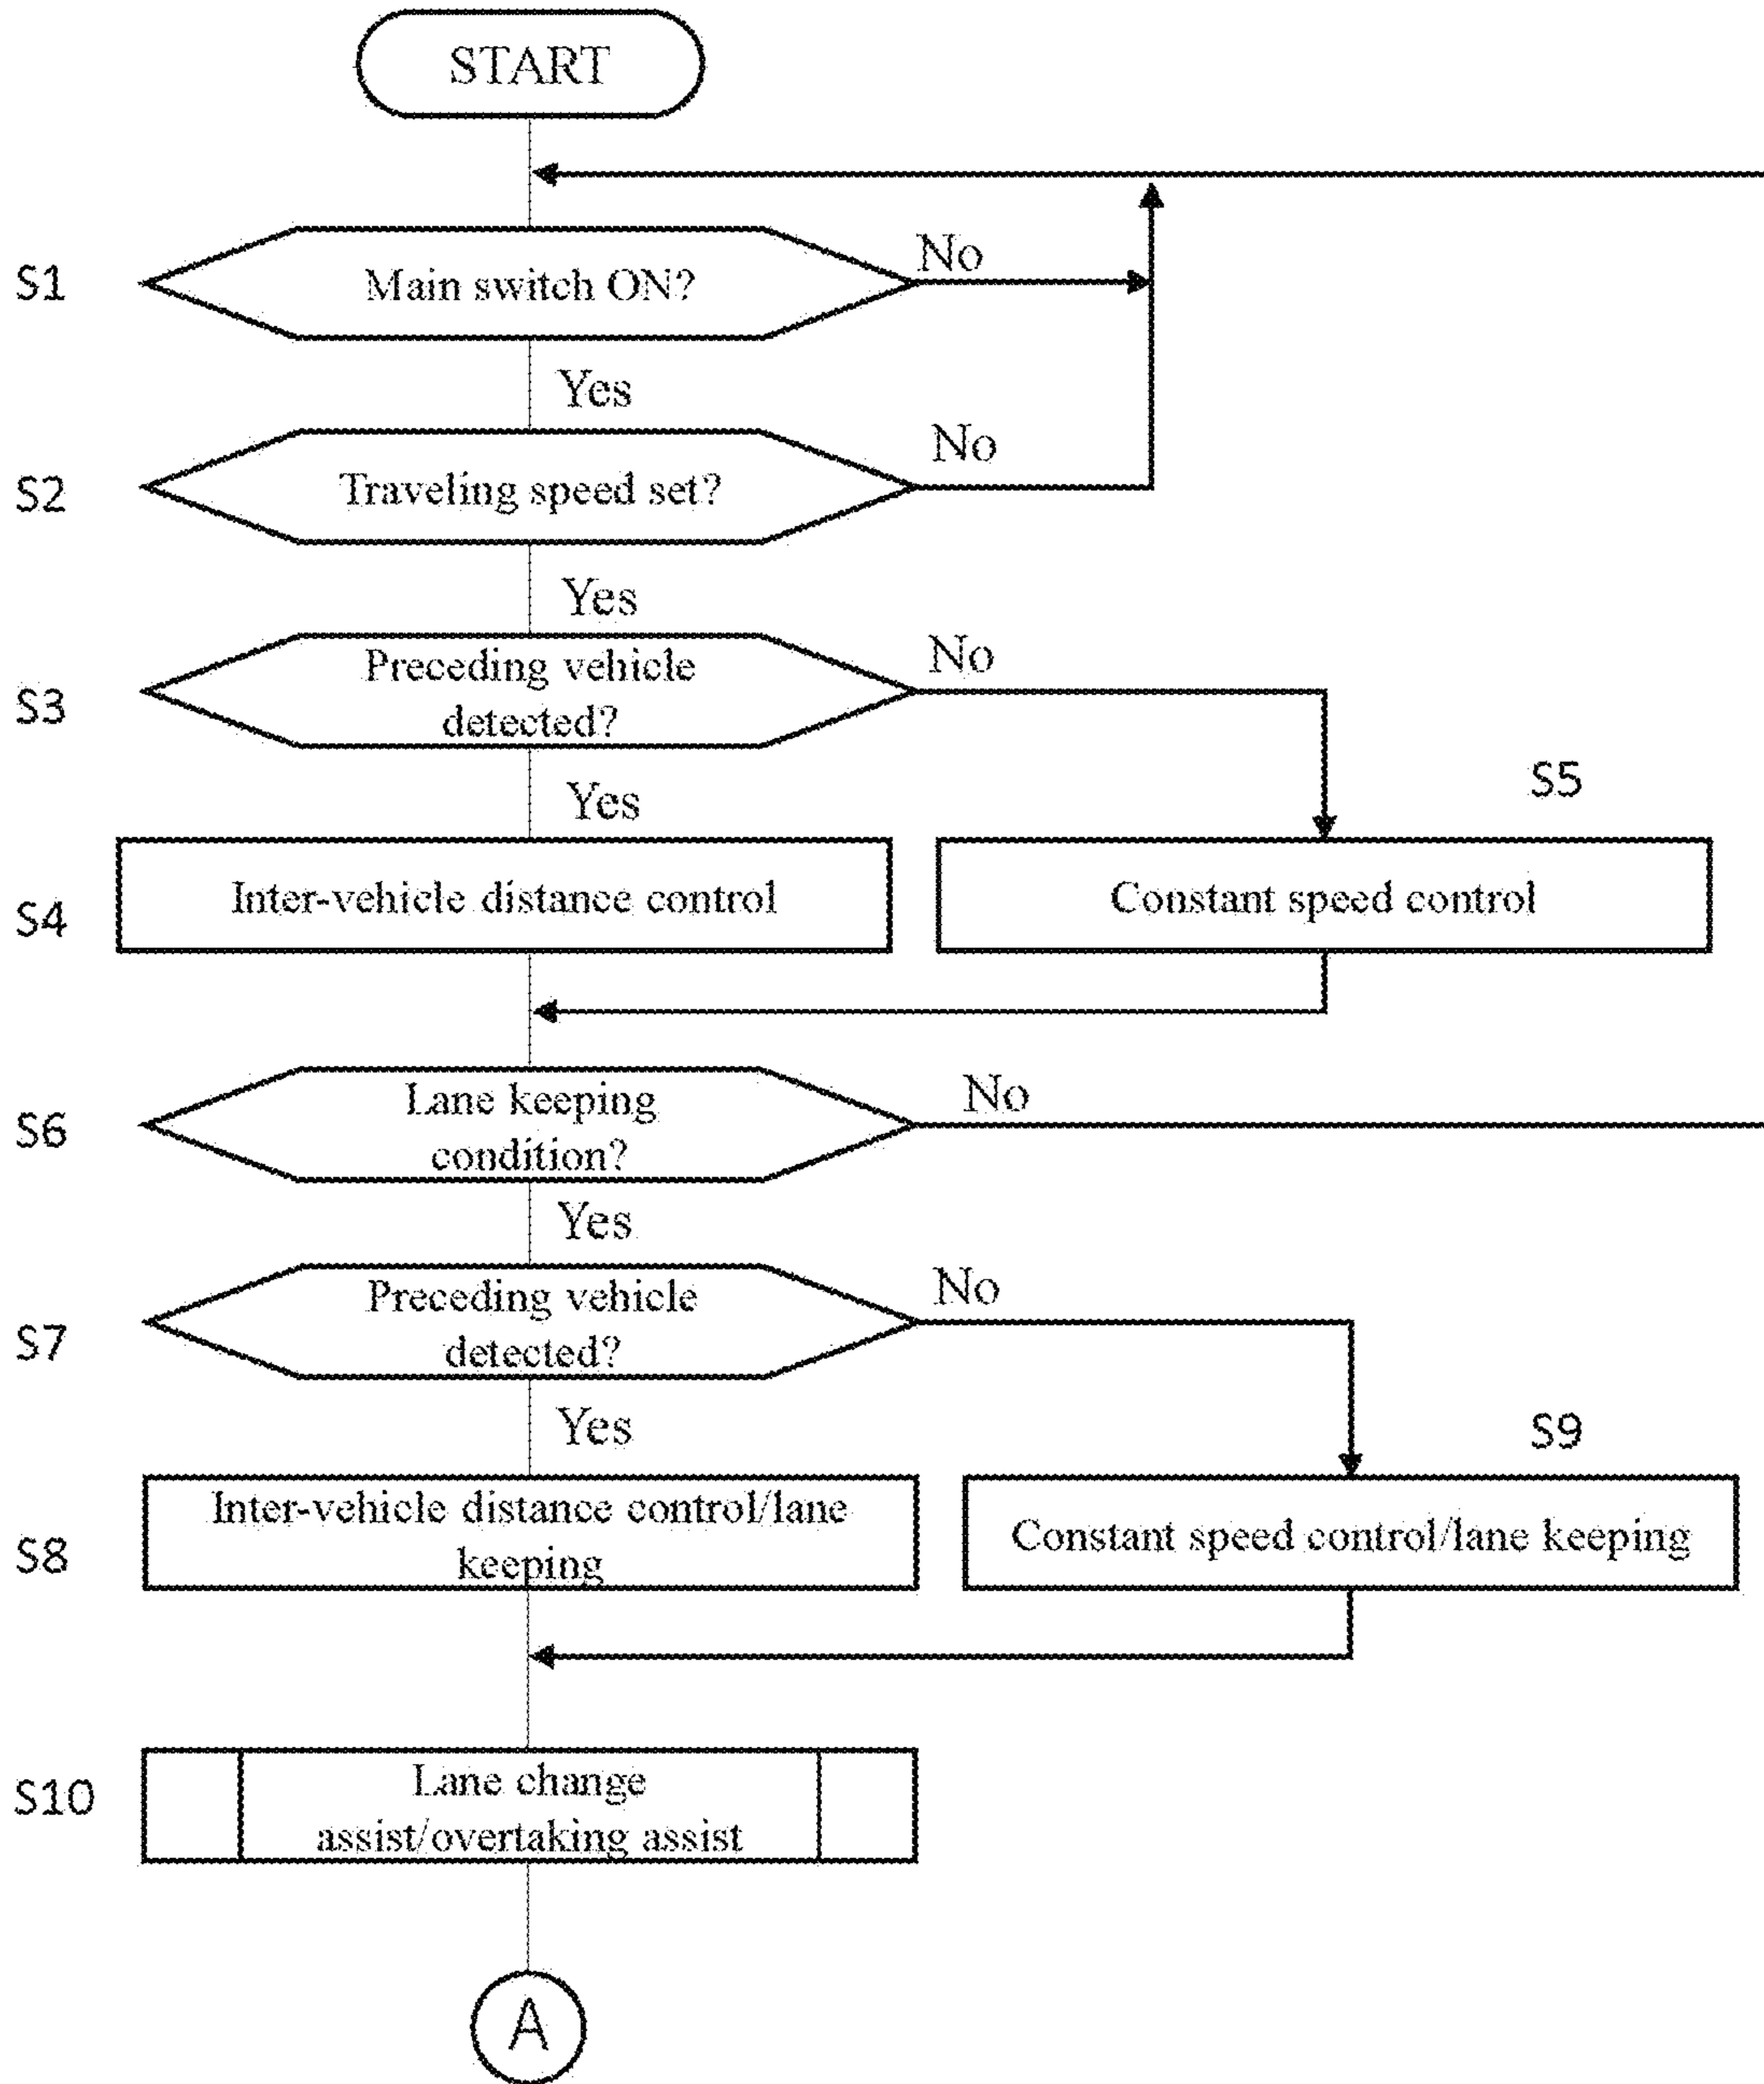 START
S1
Main switch ON?
No
Yes
S2
Traveling speed set?
No
Yes
S3
Preceding vehicle
detected?
No
Yes
S5
S4
Inter-vehicle distance control
Constant speed control
S6
Lane keeping
condition?
No
Yes
S7
Preceding vehicle
detected?
No
Yes
S9
S8
Inter-vehicle distance control/lane
keeping
Constant speed control/lane keeping
S10
Lane change
assist/overtaking assist
A